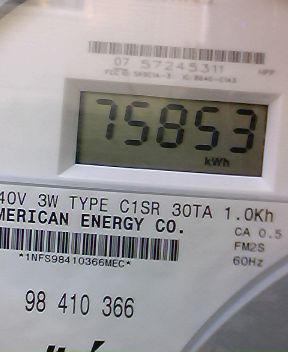 07 57245311
75853
kWh
40V 3W TYPE C1SR 30TA 1.0Kh
MERICAN ENERGY CO.
CA 0.5
FM2S
*1NFS98410366MEC*
60Hz
98 410 366